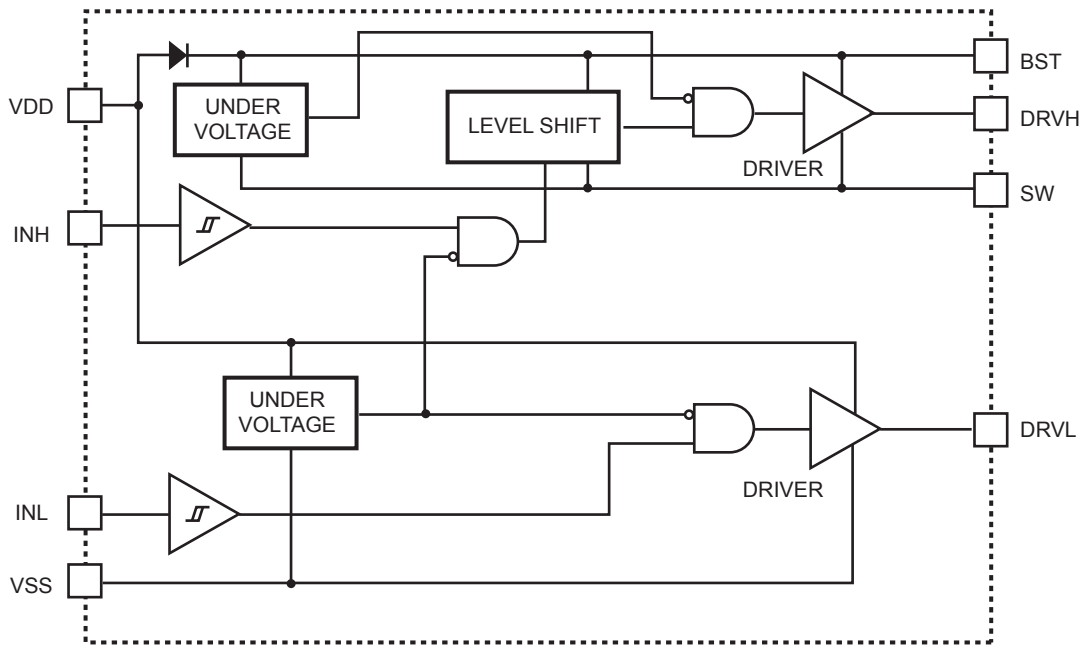 BST
VDD
UNDER
VOLTAGE
LEVEL SHIFT
DRVH
DRIVER
SW
INH
UNDER
VOLTAGE
DRVL
DRIVER
INL
VSS